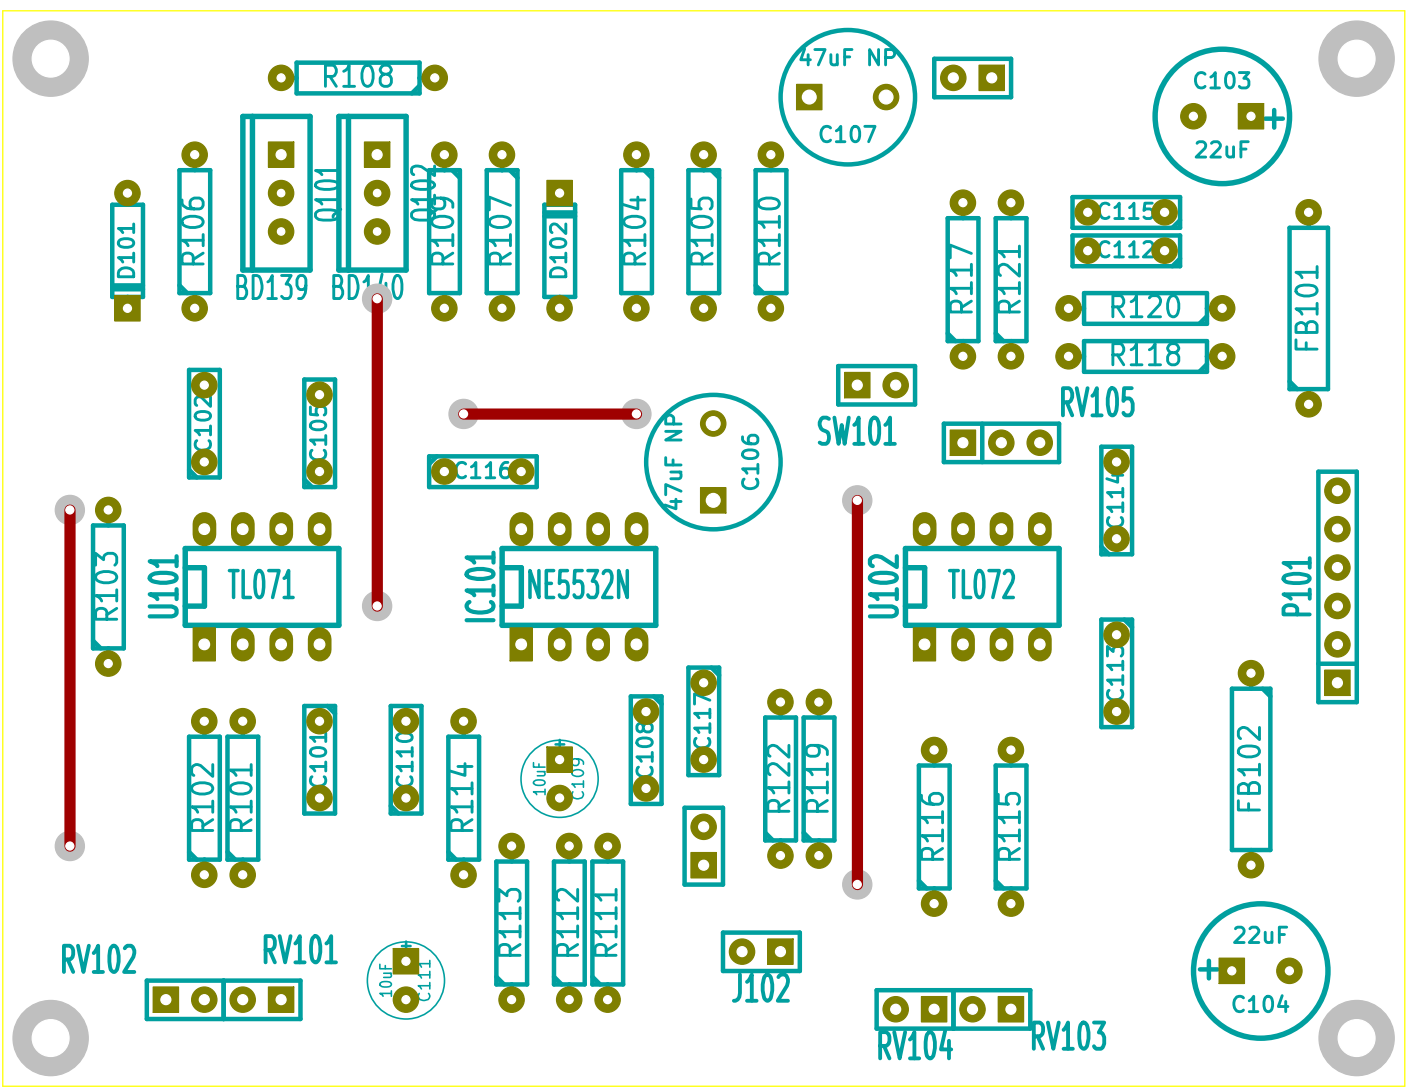 47uF NP
C107
R108
C103
+
22uF
Q101
Q102
R106
D101
R109
R107
D102
R104
R105
R110
BD139
BD140
R117
R121
C115
C112
R120
R118
FB101
RV105
SW101
C102
C105
C116
47uF NP
C106
C114
R103
U101
TL071
IC101
NE5532N
U102
TL072
P101
C113
C117
C108
R102
R101
C101
C110
R114
+
10uF
C109
R122
R119
R116
R115
FB102
R113
R112
R111
RV102
RV101
+
10uF
C111
J102
22uF
+
C104
RV104
RV103